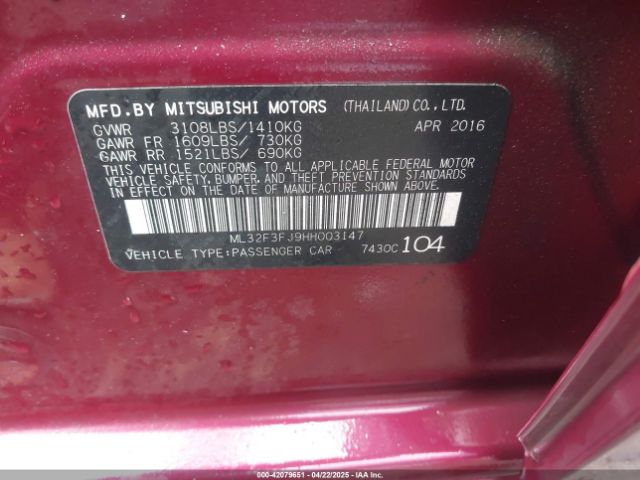 MFD.BY MITSUBISHI MOTORS (THAILAND)CO.,LTD.
GVWR 3108LBS/1410KG APR 2016
GAWR FR 1609LBS/ 730KG
GAWR RR 1521LBS/ 690KG
THIS VEHICLE CONFORMS TO ALL APPLICABLE FEDERAL MOTOR
VEHICLE SAFETY, BUMPER, AND THEFT PREVENTION STANDARDS
IN EFFECT ON THE DATE OF MANUFACTURE SHOWN ABOVE.
ML32F3FJ9HH003147
VEHICLE TYPE:PASSENGER CAR 7430C 104
000-42079651 - 04/22/2025 - IAA Holdings, LLC.